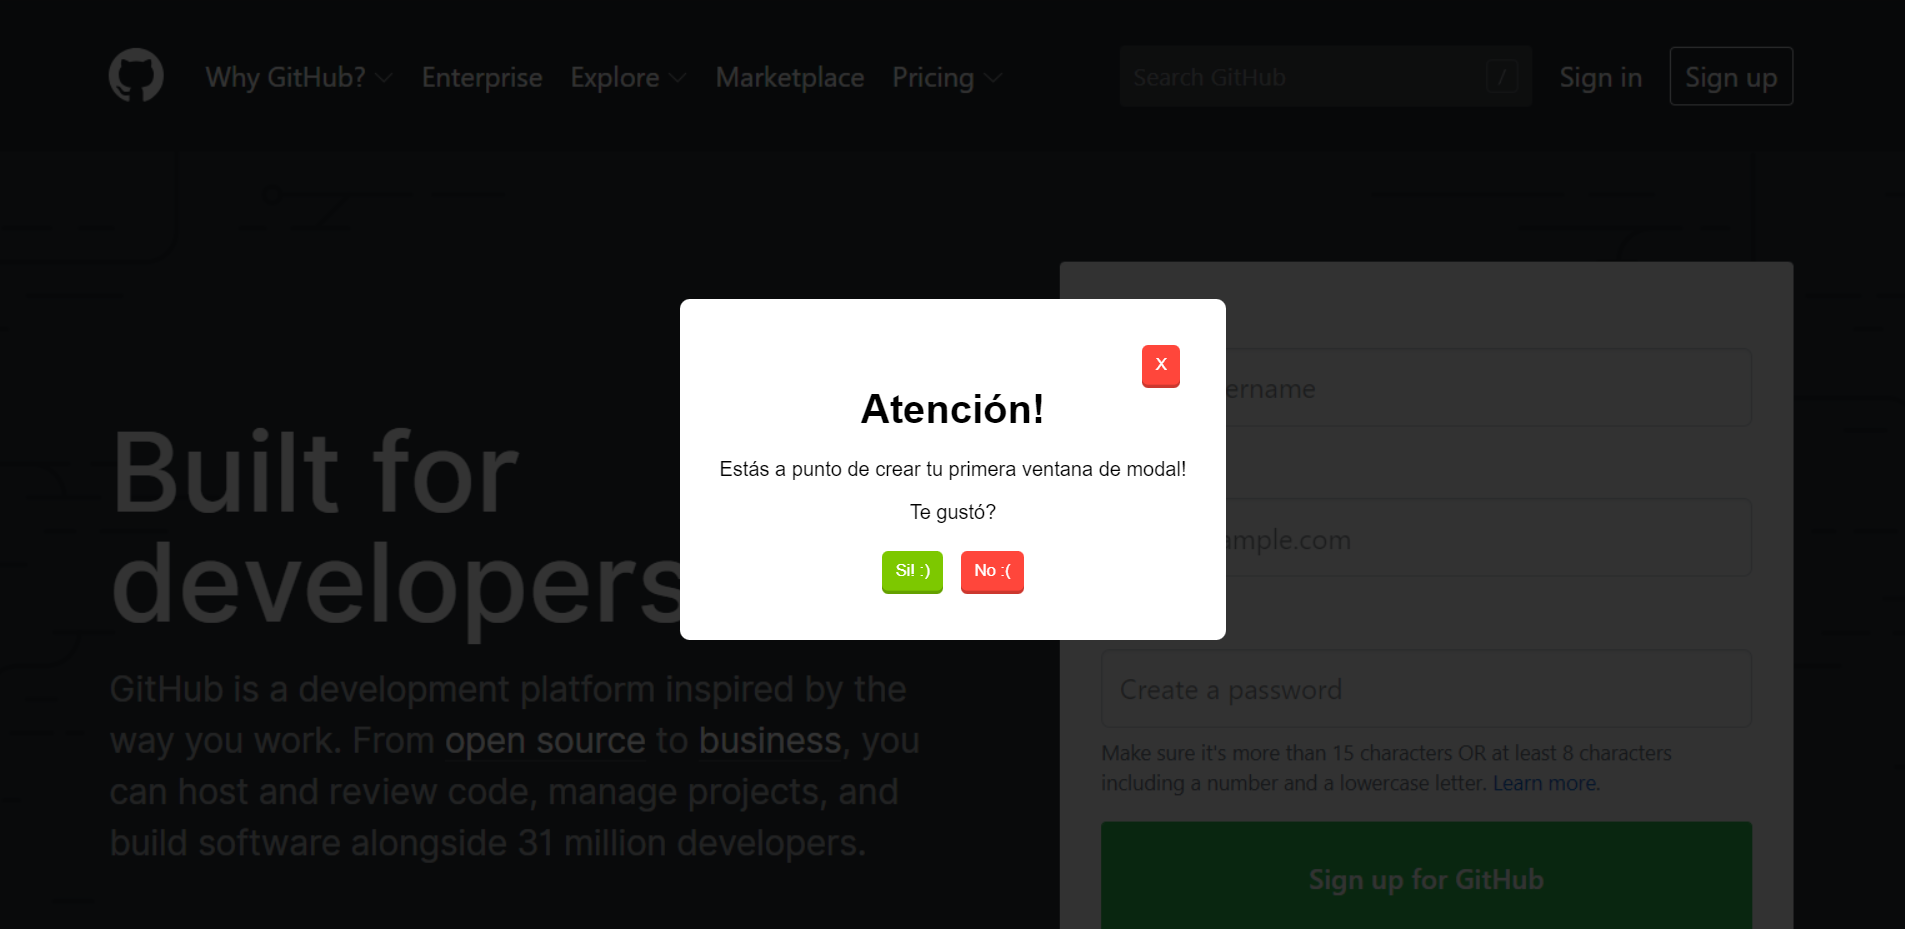 Why GitHub? Enterprise Explore Marketplace Pricing Search GitHub / Sign in Sign up
X
Atención!
Estás a punto de crear tu primera ventana de modal!
Te gustó?
Si! :) No :(
Built for
developers
GitHub is a development platform inspired by the
way you work. From open source to business, you
can host and review code, manage projects, and
build software alongside 31 million developers.
ername
ample.com
Create a password
Make sure it's more than 15 characters OR at least 8 characters
including a number and a lowercase letter. Learn more.
Sign up for GitHub